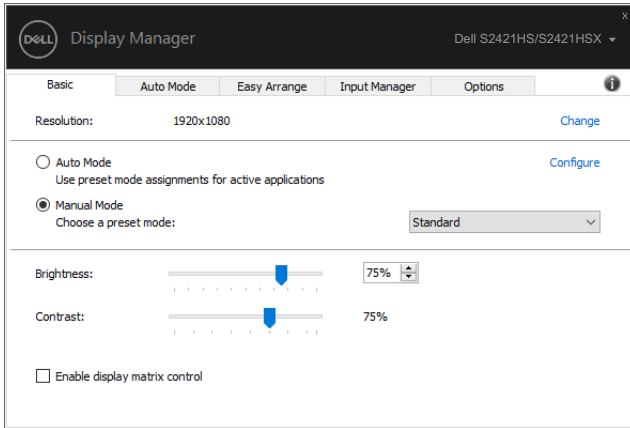 DELL Display Manager Dell S2421HS/S2421HSX x
Basic Auto Mode Easy Arrange Input Manager Options i
Resolution: 1920x1080 Change
Auto Mode Configure
Use preset mode assignments for active applications
Manual Mode
Choose a preset mode: Standard
Brightness: 75%
Contrast: 75%
Enable display matrix control